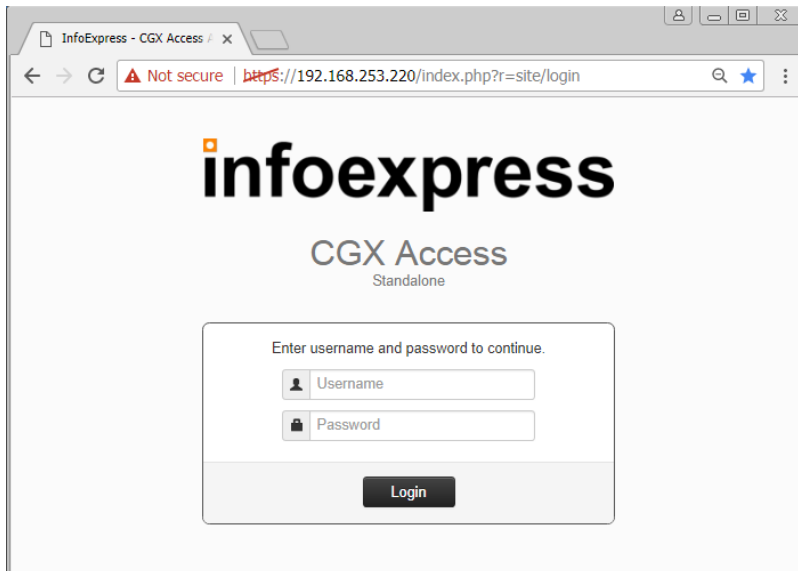 InfoExpress - CGX Access A
Not secure | https://192.168.253.220/index.php?r=site/login
infoexpress
CGX Access
Standalone
Enter username and password to continue.
Username
Password
Login